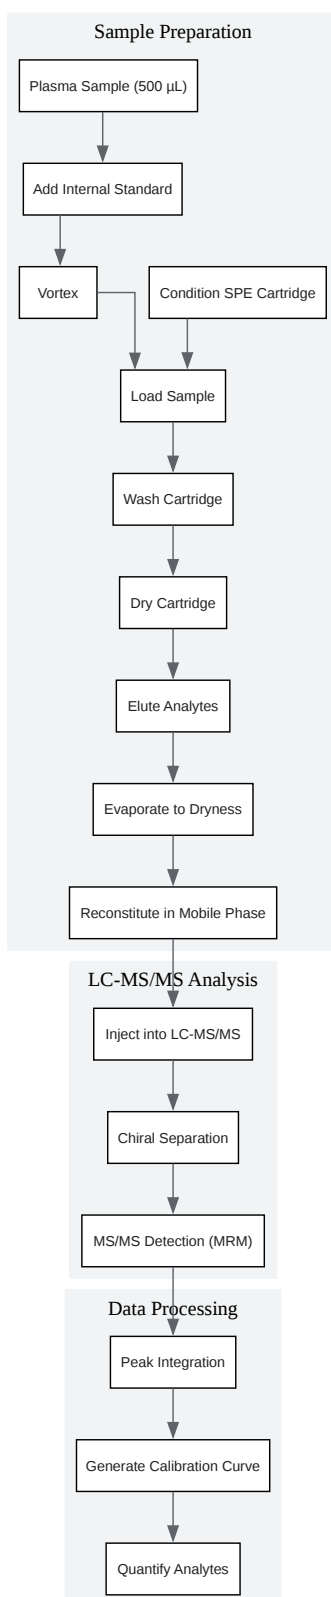 Sample Preparation
Plasma Sample (500 µL)
Add Internal Standard
Vortex
Condition SPE Cartridge
Load Sample
Wash Cartridge
Dry Cartridge
Elute Analytes
Evaporate to Dryness
Reconstitute in Mobile Phase
LC-MS/MS Analysis
Inject into LC-MS/MS
Chiral Separation
MS/MS Detection (MRM)
Data Processing
Peak Integration
Generate Calibration Curve
Quantify Analytes